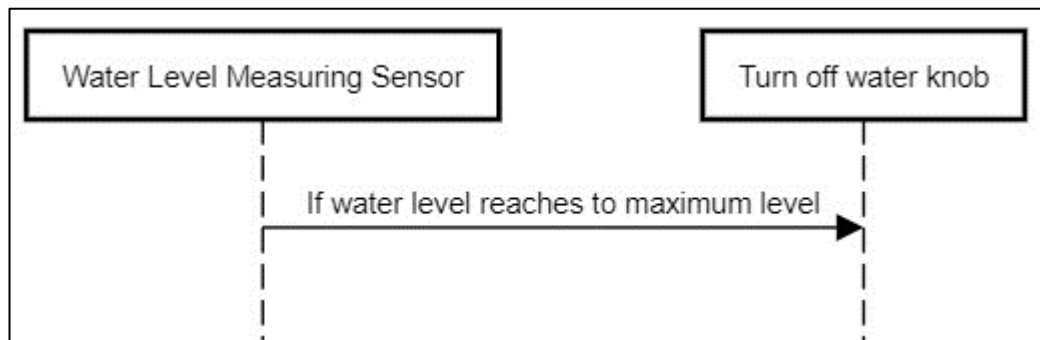 Water Level Measuring Sensor
Turn off water knob
If water level reaches to maximum level